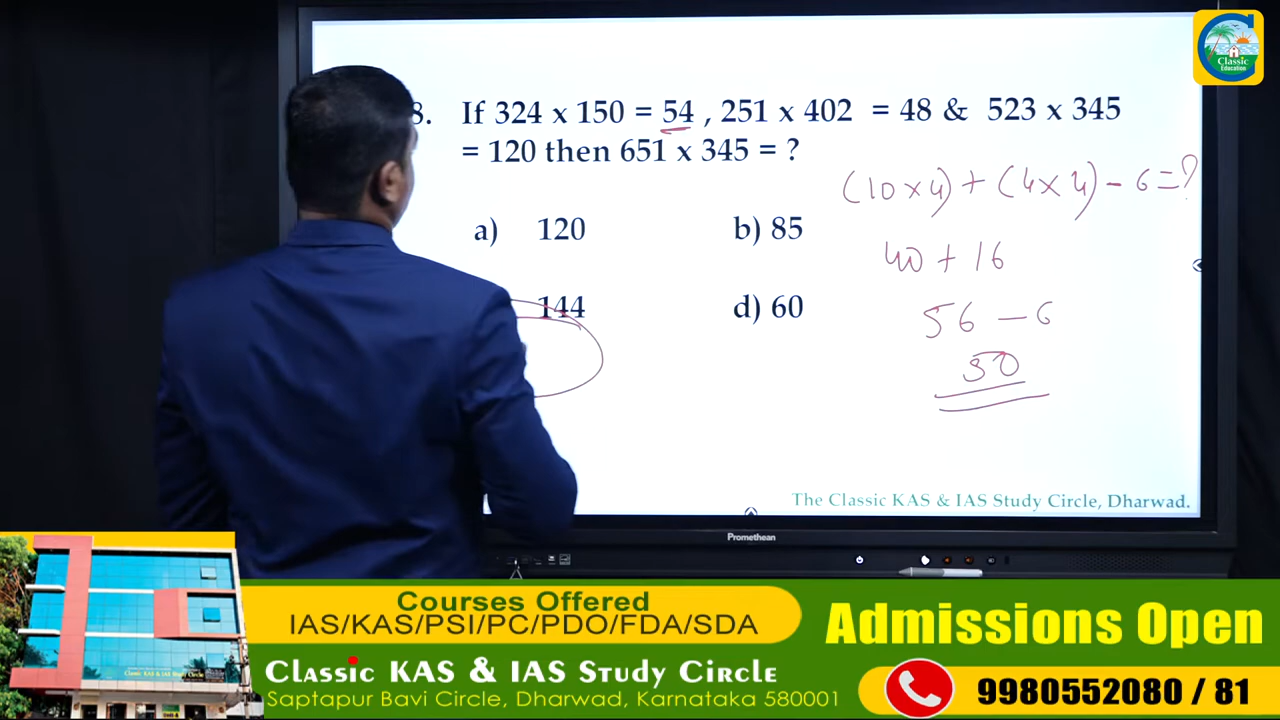 Classic
Education
8. If 324 x 150 = 54 , 251 x 402 = 48 & 523 x 345
= 120 then 651 x 345 = ?
(10 x 4) + (4 x 4) - 6 = ?
a) 120 b) 85
40 + 16
144 d) 60
56 - 6
50
The Classic KAS & IAS Study Circle, Dharwad.
Promethean
Courses Offered
IAS/KAS/PSI/PC/PDO/FDA/SDA
Admissions Open
Classic KAS & IAS Study Circle
Saptapur Bavi Circle, Dharwad, Karnataka 580001
9980552080 / 81